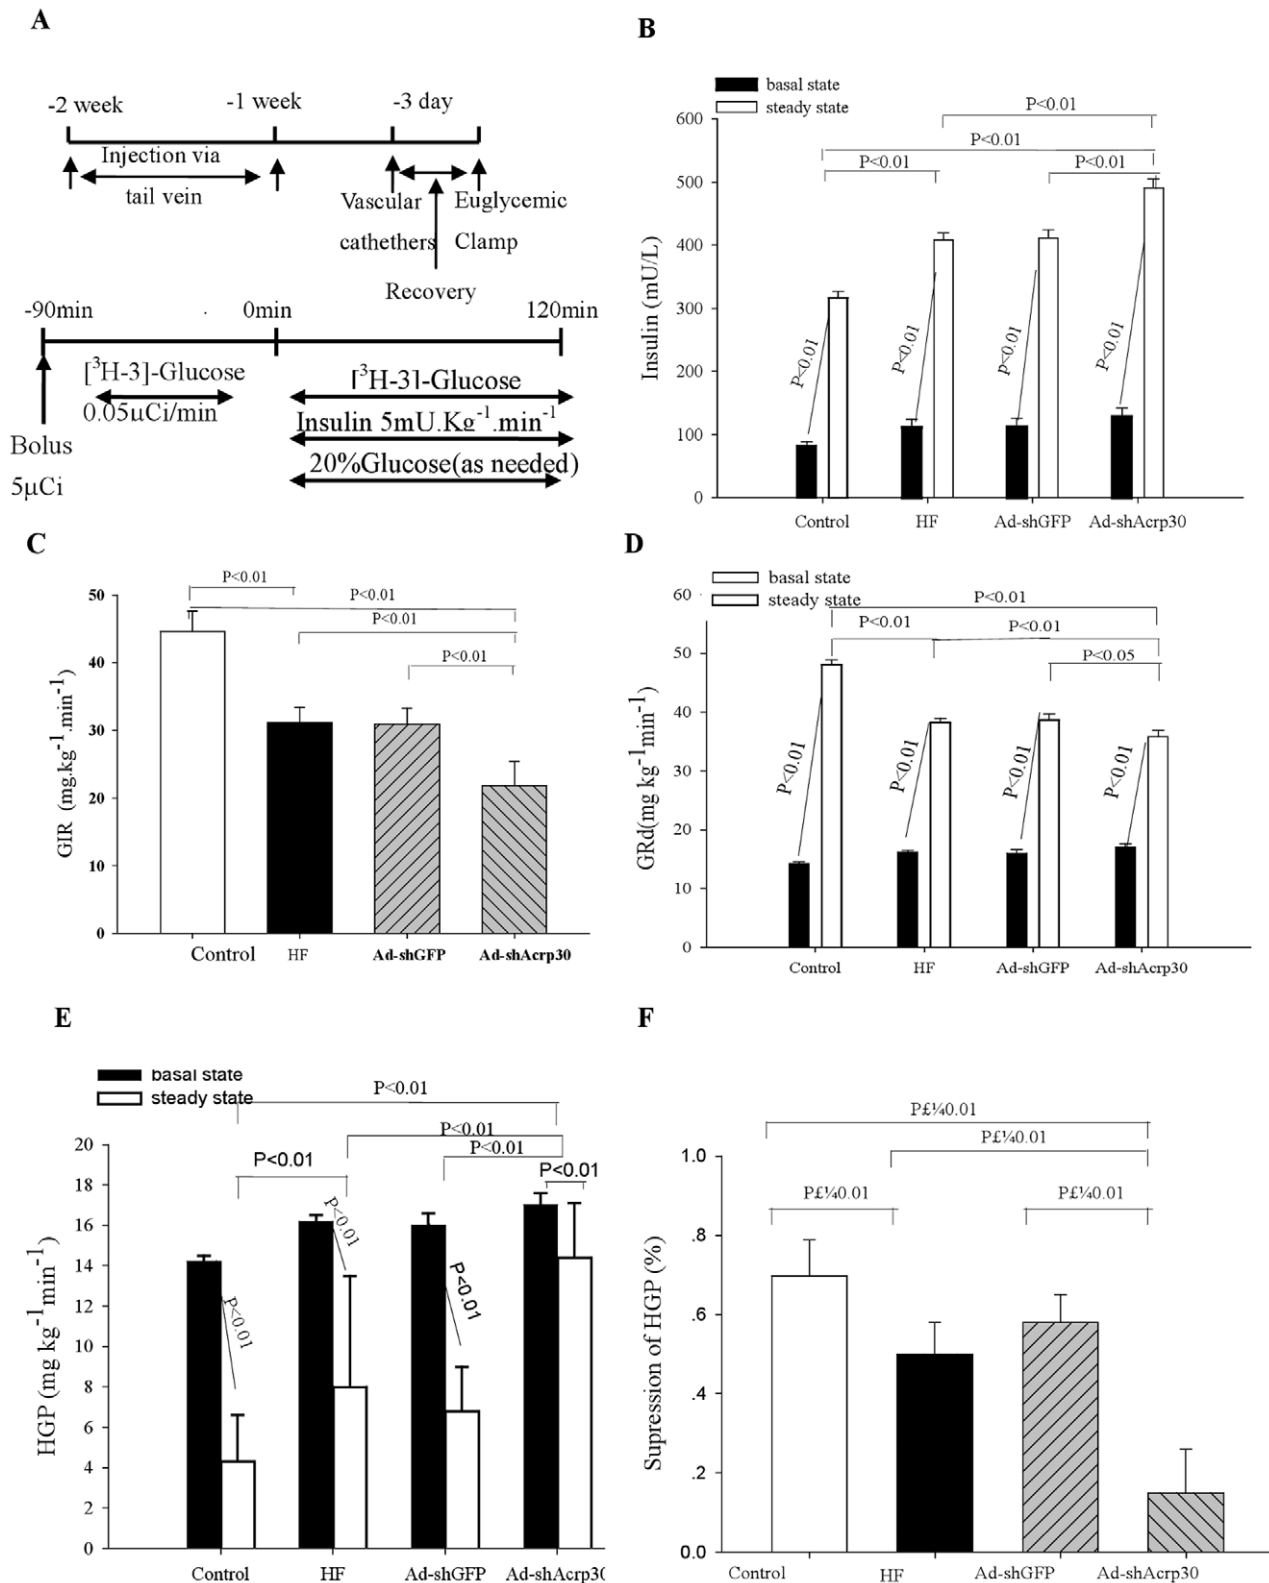 A
-2 week
-1 week
-3 day
Injection via
tail vein
Vascular
cathethers
Euglycemic
Clamp
Recovery
-90min
0min
120min
[³H-3]-Glucose
0.05μCi/min
[³H-3]-Glucose
Insulin 5mU.Kg⁻¹.min⁻¹
20%Glucose(as needed)
Bolus
5μCi
B
basal state
steady state
P<0.01
P<0.01
P<0.01
P<0.01
600
500
400
300
200
100
0
Insulin (mU/L)
P<0.01
P<0.01
p<0.01
P<0.01
Control
HF
Ad-shGFP
Ad-shAcrp30
C
P<0.01
P<0.01
P<0.01
P<0.01
50
40
30
20
10
0
GIR (mg.kg⁻¹.min⁻¹)
Control
HF
Ad-shGFP
Ad-shAcrp30
D
basal state
steady state
P<0.01
P<0.01
P<0.01
P<0.05
60
50
40
30
20
10
0
GRd(mg kg⁻¹min⁻¹)
P<0.01
P<0.01
P<0.01
P<0.01
Control
HF
Ad-shGFP
Ad-shAcrp30
E
basal state
steady state
P<0.01
P<0.01
P<0.01
P<0.01
P<0.01
20
18
16
14
12
10
8
6
4
2
0
HGP (mg kg⁻¹min⁻¹)
P<0.01
P<0.01
P<0.01
Control
HF
Ad-shGFP
Ad-shAcrp30
F
P£¼0.01
P£¼0.01
P£¼0.01
P£¼0.01
1.0
.8
.6
.4
.2
0.0
Supression of HGP (%)
Control
HF
Ad-shGFP
Ad-shAcrp30